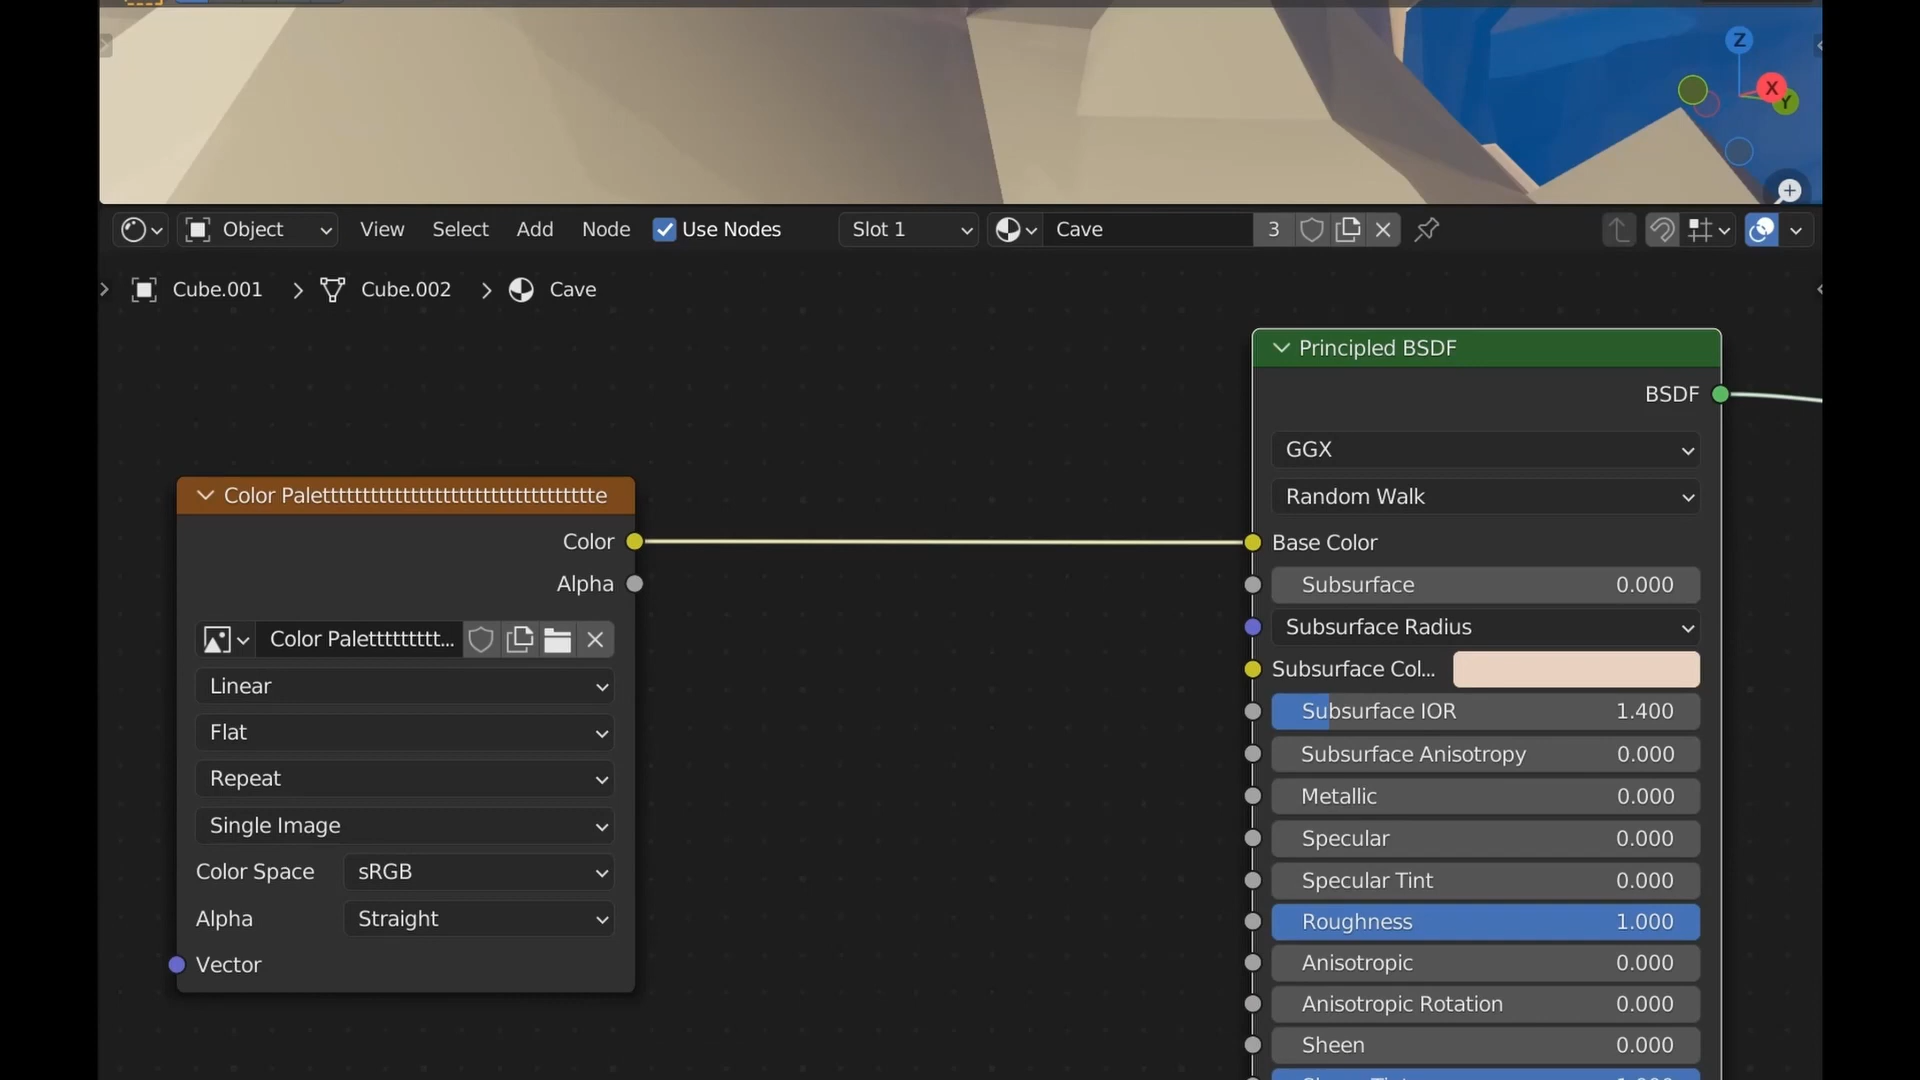 Z
X
Y
Object View Select Add Node Use Nodes Slot 1 Cave 3
Cube.001 Cube.002 Cave
Principled BSDF
BSDF
GGX
Random Walk
Base Color
Subsurface 0.000
Subsurface Radius
Subsurface Col...
Subsurface IOR 1.400
Subsurface Anisotropy 0.000
Metallic 0.000
Specular 0.000
Specular Tint 0.000
Roughness 1.000
Anisotropic 0.000
Anisotropic Rotation 0.000
Sheen 0.000
Color Paletttttttttttttttttttttttttttttttttttte
Color
Alpha
Color Paletttttttt...
Linear
Flat
Repeat
Single Image
Color Space sRGB
Alpha Straight
Vector